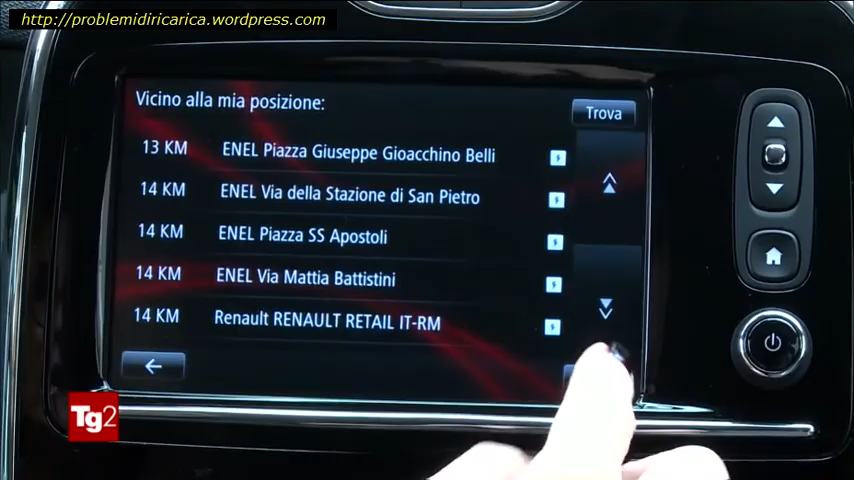 http://problemidiricarica.wordpress.com
Vicino alla mia posizione:
Trova
13 KM ENEL Piazza Giuseppe Gioacchino Belli
14 KM ENEL Via della Stazione di San Pietro
14 KM ENEL Piazza SS Apostoli
14 KM ENEL Via Mattia Battistini
14 KM Renault RENAULT RETAIL IT-RM
Tg2